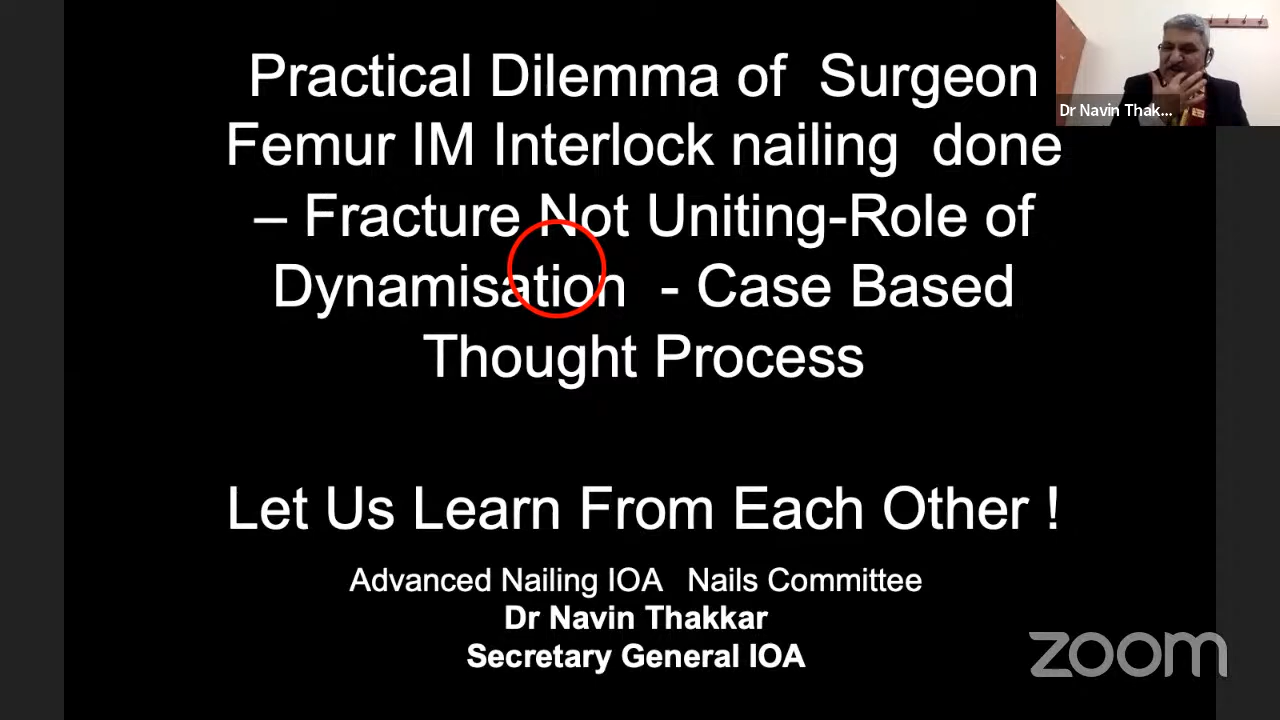 Practical Dilemma of Surgeon
Femur IM Interlock nailing done
– Fracture Not Uniting-Role of
Dynamisation - Case Based
Thought Process
Let Us Learn From Each Other !
Advanced Nailing IOA Nails Committee
Dr Navin Thakkar
Secretary General IOA
Dr Navin Thak...
zoom